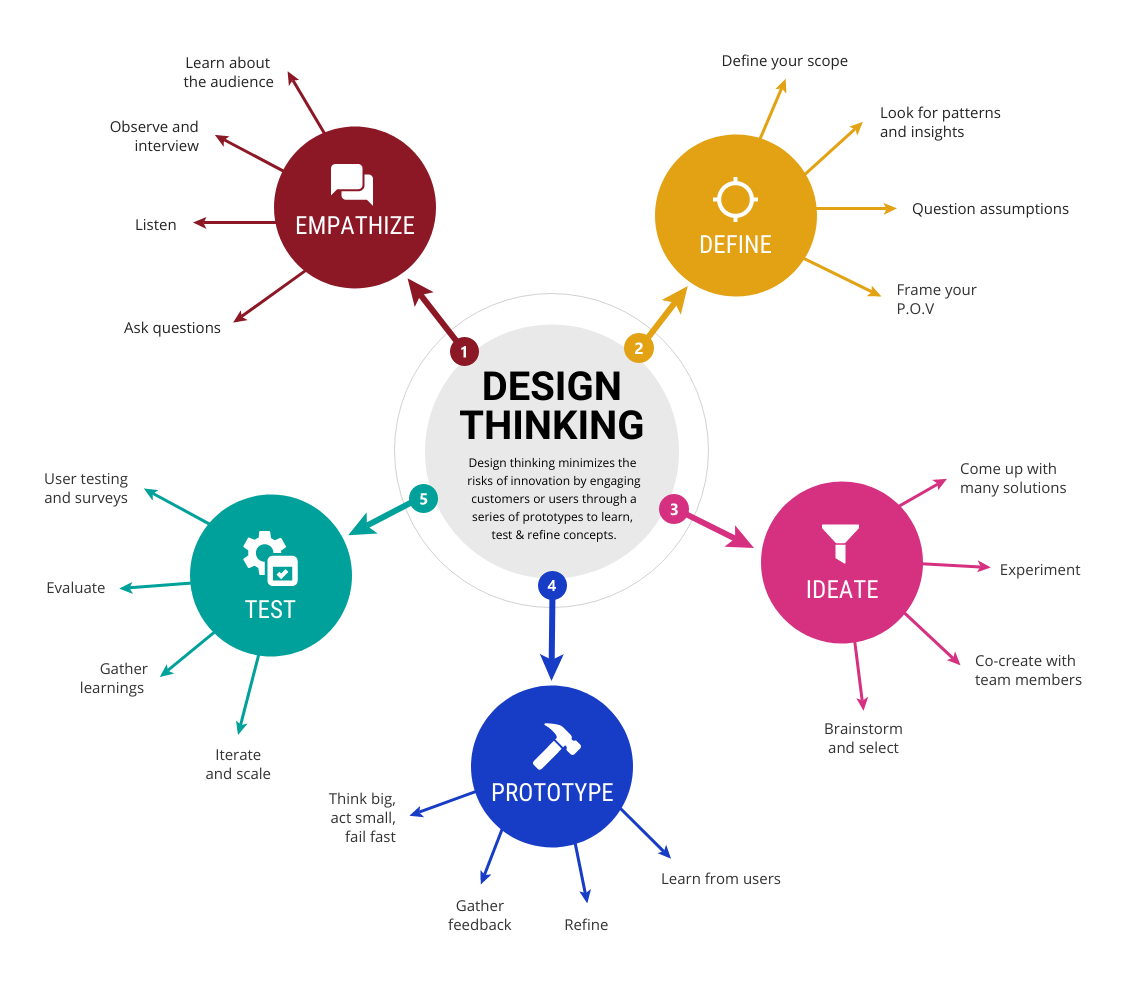 DESIGN
THINKING
Design thinking minimizes the
risks of innovation by engaging
customers or users through a
series of prototypes to learn,
test & refine concepts.
1
EMPATHIZE
Learn about
the audience
Observe and
interview
Listen
Ask questions
2
DEFINE
Define your scope
Look for patterns
and insights
Question assumptions
Frame your
P.O.V
3
IDEATE
Come up with
many solutions
Experiment
Co-create with
team members
Brainstorm
and select
4
PROTOTYPE
Learn from users
Refine
Gather
feedback
Think big,
act small,
fail fast
5
TEST
User testing
and surveys
Evaluate
Gather
learnings
Iterate
and scale